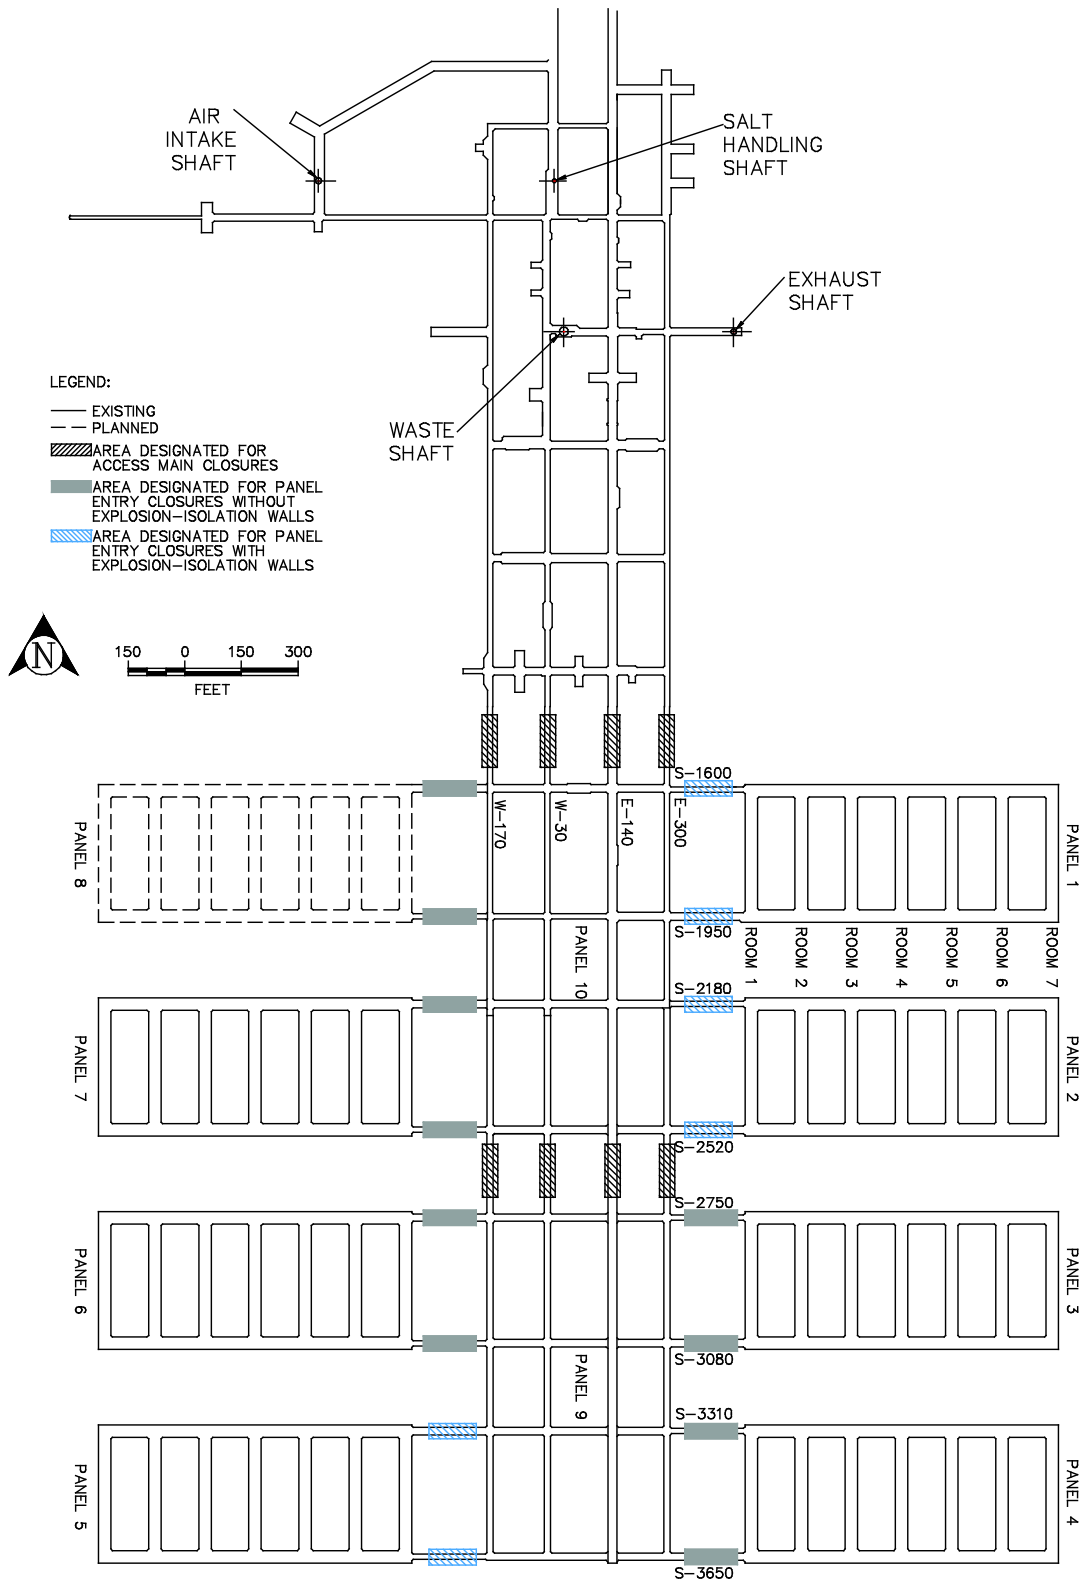 AIR
INTAKE
SHAFT
SALT
HANDLING
SHAFT
EXHAUST
SHAFT
WASTE
SHAFT
LEGEND:
EXISTING
PLANNED
AREA DESIGNATED FOR
ACCESS MAIN CLOSURES
AREA DESIGNATED FOR PANEL
ENTRY CLOSURES WITHOUT
EXPLOSION-ISOLATION WALLS
AREA DESIGNATED FOR PANEL
ENTRY CLOSURES WITH
EXPLOSION-ISOLATION WALLS
N
150 0 150 300
FEET
S-1600
W-170
W-30
E-140
E-300
PANEL 8
PANEL 1
S-1950
PANEL 10
ROOM 1
ROOM 2
ROOM 3
ROOM 4
ROOM 5
ROOM 6
ROOM 7
S-2180
PANEL 7
PANEL 2
S-2520
S-2750
PANEL 6
PANEL 3
S-3080
PANEL 9
S-3310
PANEL 5
PANEL 4
S-3650